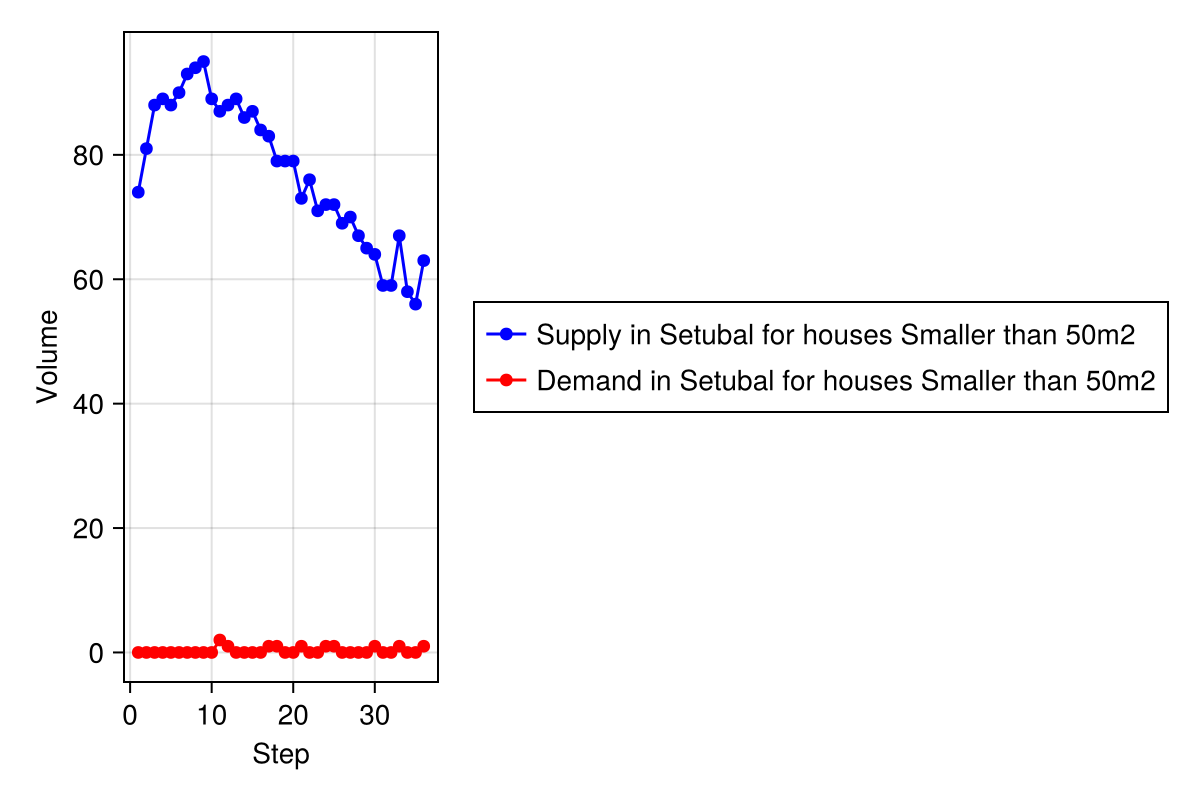 80
60
40
20
0
Volume
0 10 20 30
Step
Supply in Setubal for houses Smaller than 50m2
Demand in Setubal for houses Smaller than 50m2